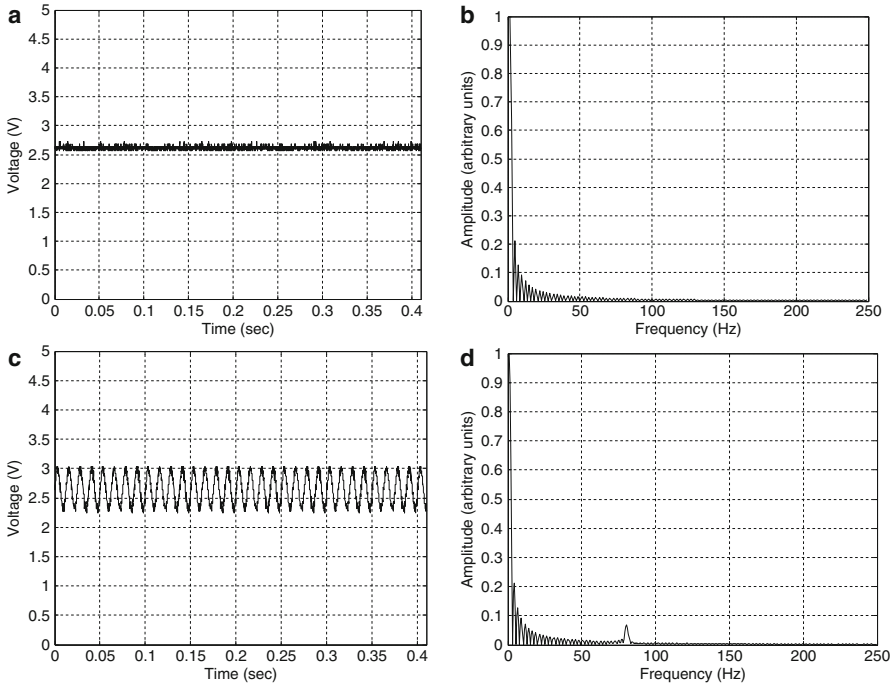 a
5
4.5
4
3.5
3
2.5
2
1.5
1
0.5
0
Voltage (V)
0 0.05 0.1 0.15 0.2 0.25 0.3 0.35 0.4
Time (sec)
b
1
0.9
0.8
0.7
0.6
0.5
0.4
0.3
0.2
0.1
0
Amplitude (arbitrary units)
0 50 100 150 200 250
Frequency (Hz)
c
5
4.5
4
3.5
3
2.5
2
1.5
1
0.5
0
Voltage (V)
0 0.05 0.1 0.15 0.2 0.25 0.3 0.35 0.4
Time (sec)
d
1
0.9
0.8
0.7
0.6
0.5
0.4
0.3
0.2
0.1
0
Amplitude (arbitrary units)
0 50 100 150 200 250
Frequency (Hz)